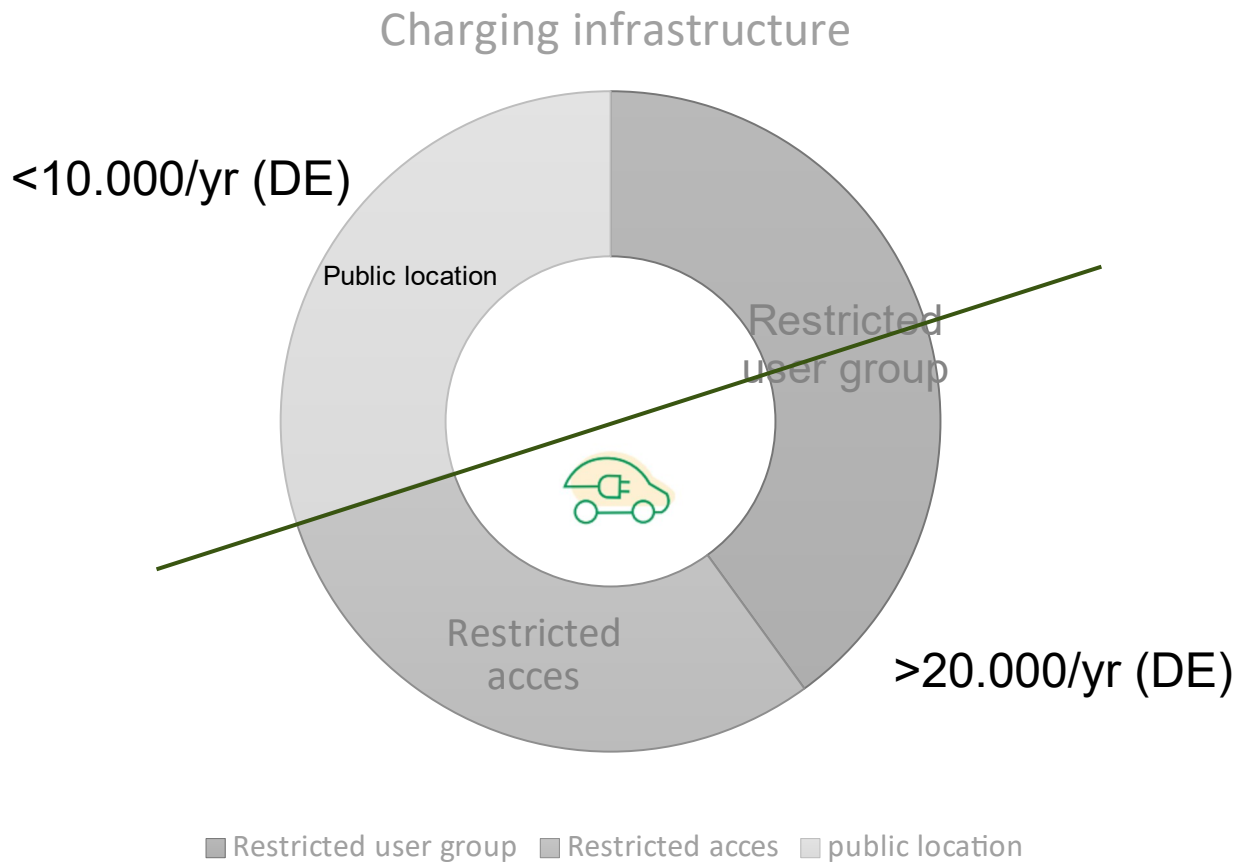 Charging infrastructure
<10.000/yr (DE)
Public location
Restricted
user group
Restricted
acces
>20.000/yr (DE)
Restricted user group Restricted acces public location